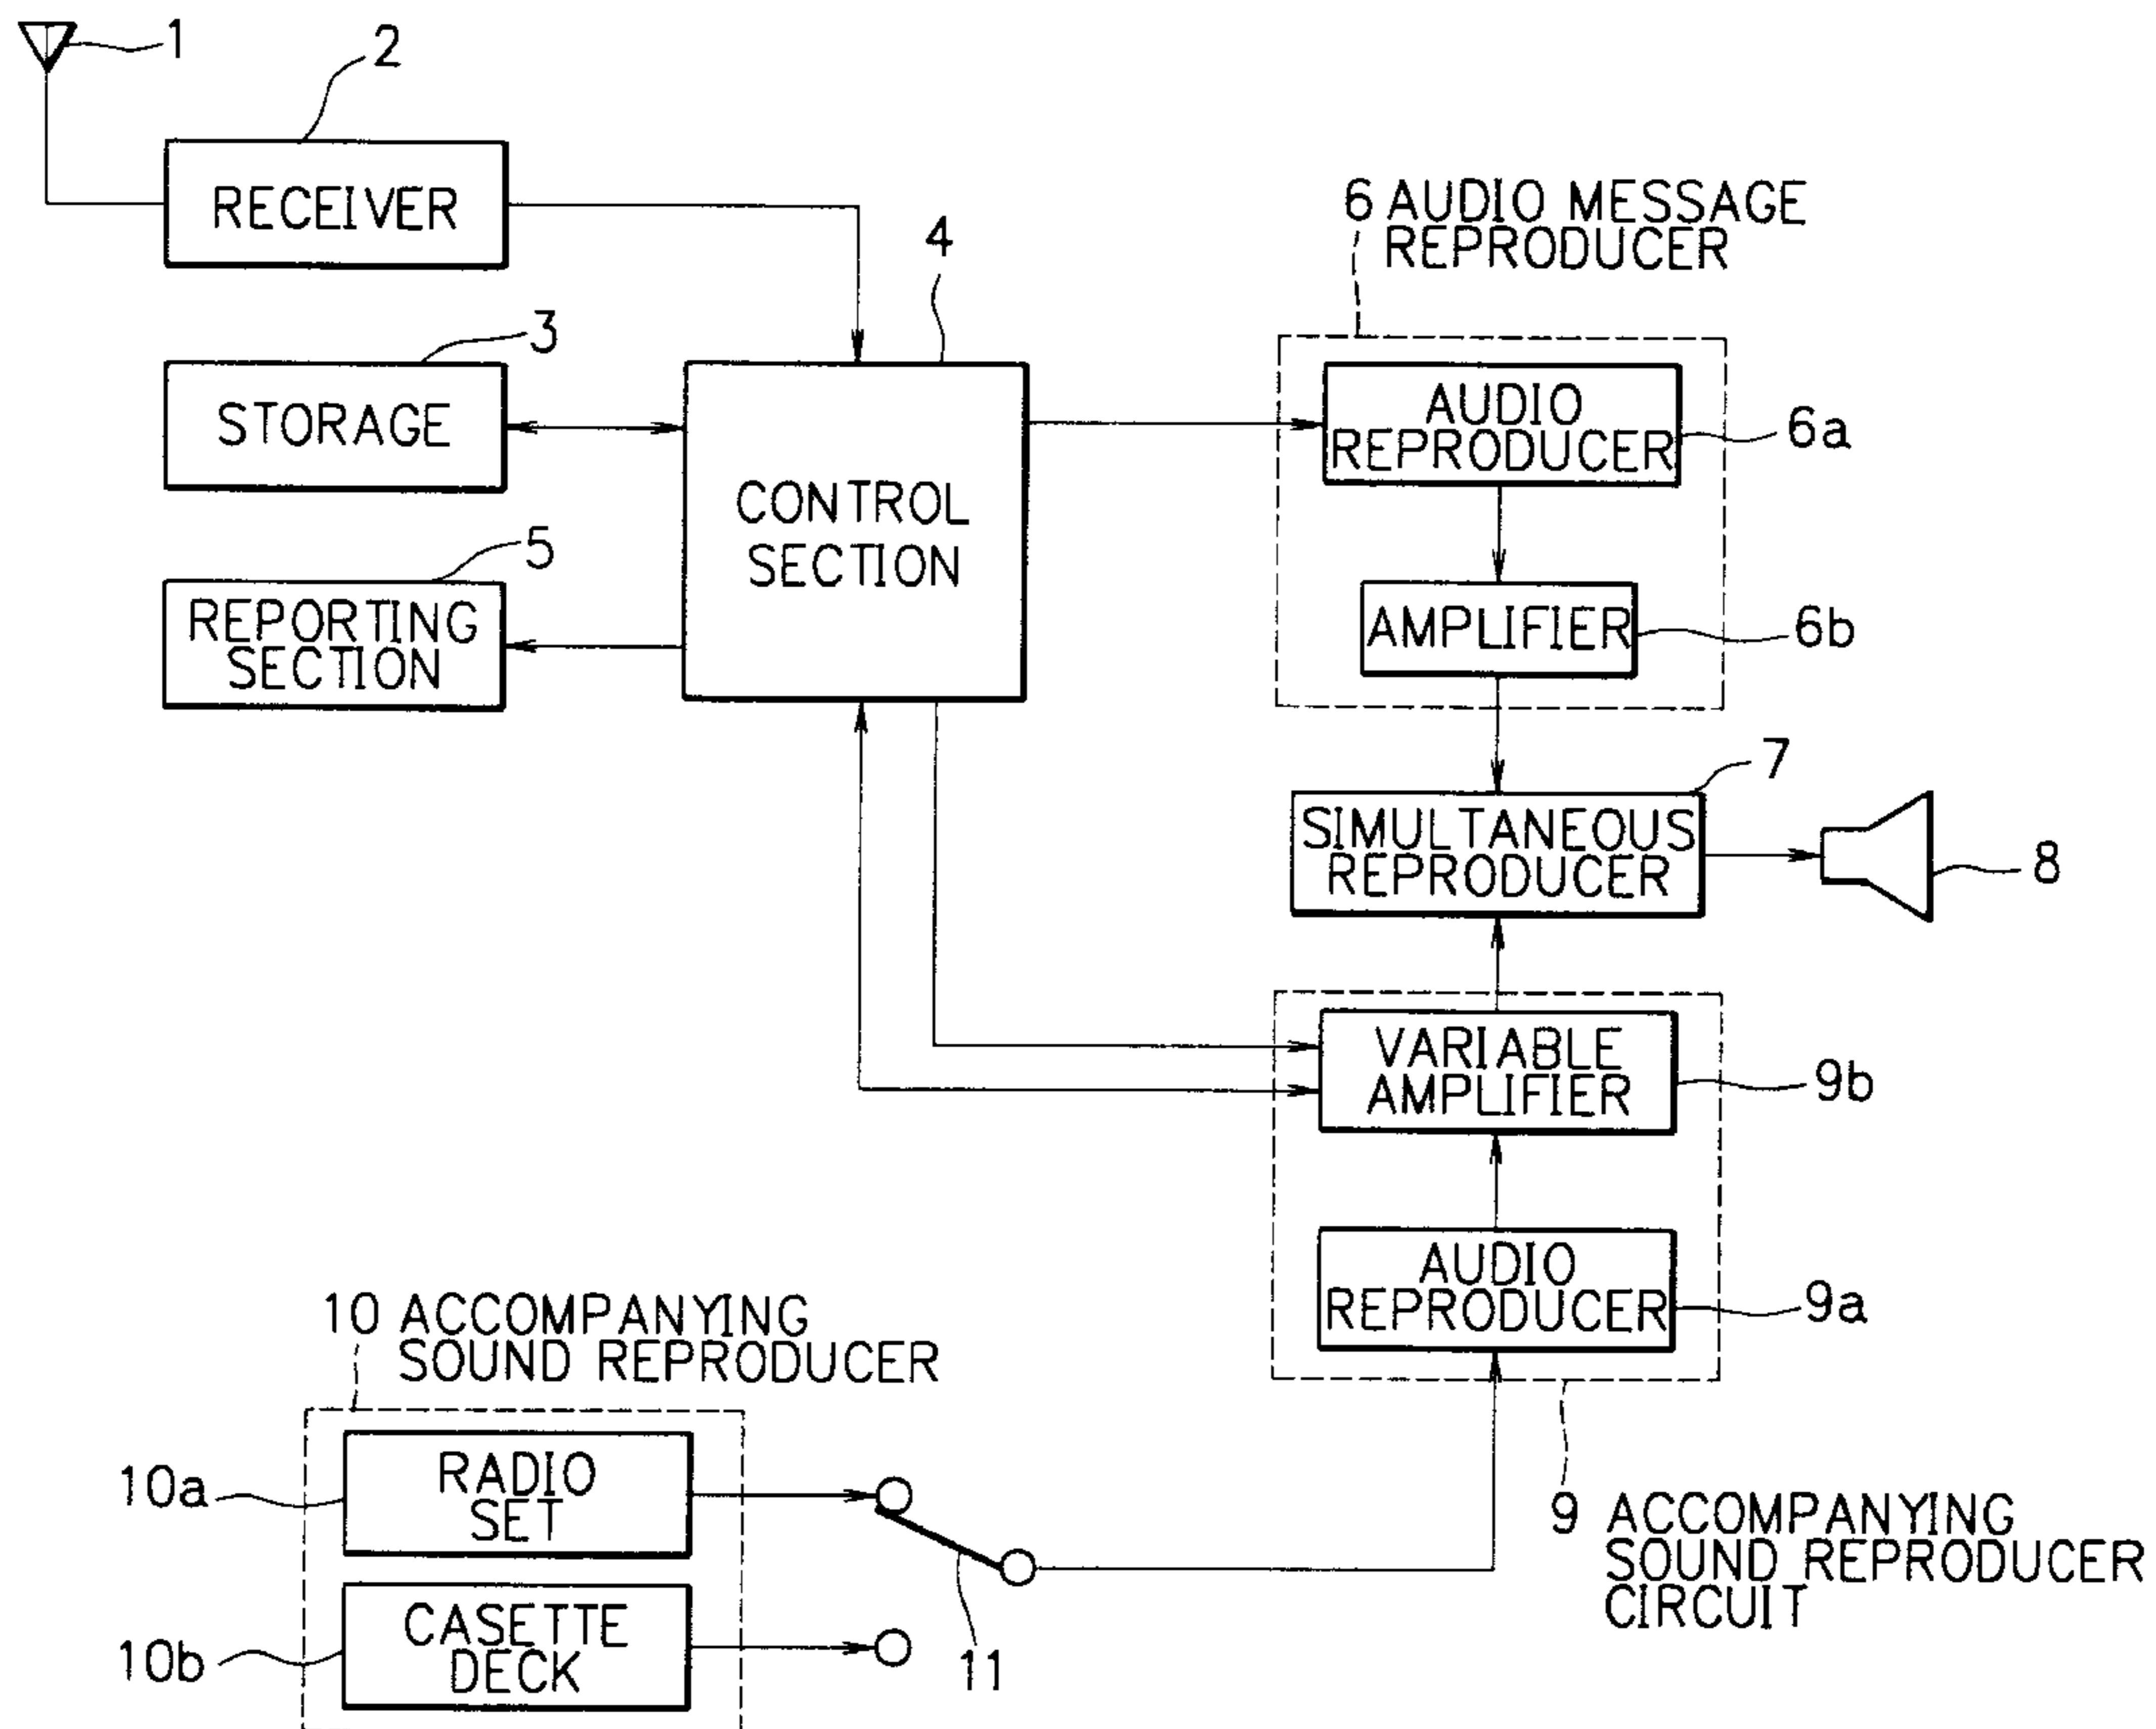 1
2
RECEIVER
3
STORAGE
4
CONTROL
SECTION
5
REPORTING
SECTION
6 AUDIO MESSAGE
REPRODUCER
AUDIO
REPRODUCER
6a
AMPLIFIER
6b
7
SIMULTANEOUS
REPRODUCER
8
VARIABLE
AMPLIFIER
9b
AUDIO
REPRODUCER
9a
9 ACCOMPANYING
SOUND REPRODUCER
CIRCUIT
10 ACCOMPANYING
SOUND REPRODUCER
10a
RADIO
SET
10b
CASETTE
DECK
11